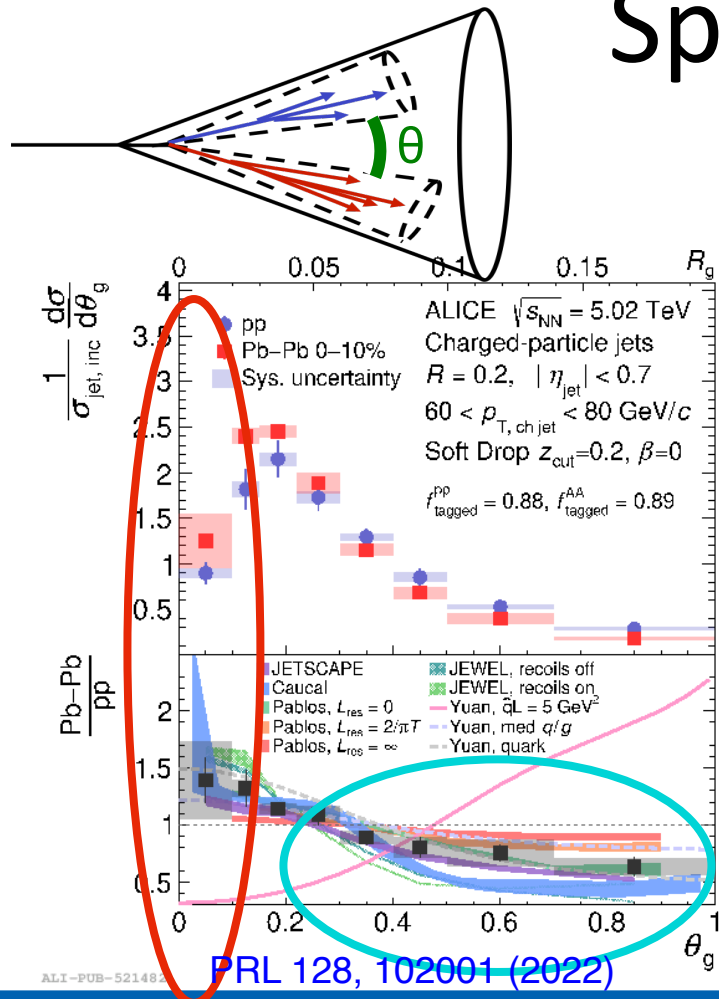 Sp
θ
0 0.05 0.1 0.15 R_g
1/σ_jet, inc dσ/dθ_g
4
3.5
3
2.5
2
1.5
1
0.5
pp
Pb–Pb 0–10%
Sys. uncertainty
ALICE √s_NN = 5.02 TeV
Charged-particle jets
R = 0.2, | η_jet | < 0.7
60 < p_T, ch jet < 80 GeV/c
Soft Drop z_cut=0.2, β=0
f^pp_tagged = 0.88, f^AA_tagged = 0.89
Pb–Pb/pp
2
1.5
1
0.5
JETSCAPE
Caucal
Pablos, L_res = 0
Pablos, L_res = 2/πT
Pablos, L_res = ∞
JEWEL, recoils off
JEWEL, recoils on
Yuan, q̂L = 5 GeV²
Yuan, med q/g
Yuan, quark
0 0.2 0.4 0.6 0.8 1
θ_g
ALI-PUB-521482
PRL 128, 102001 (2022)